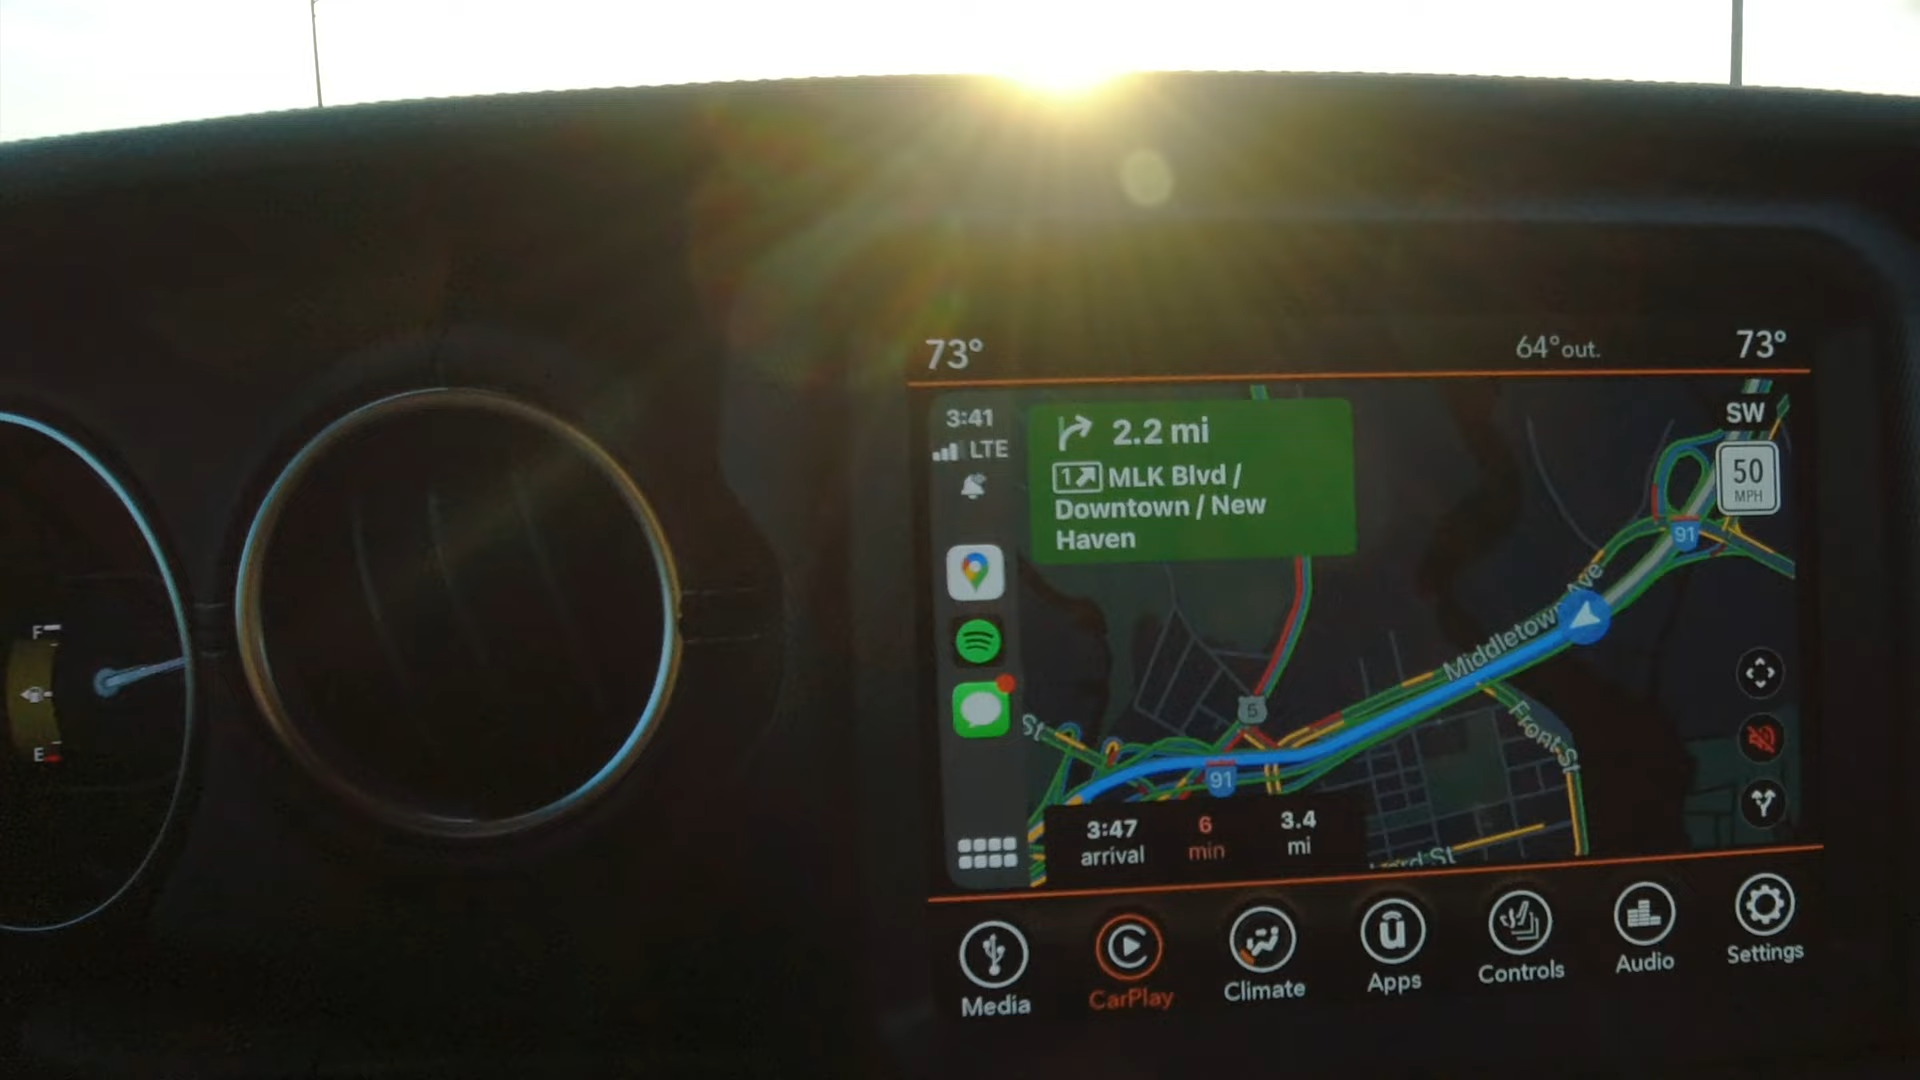 73°
64°out.
73°
3:41
LTE
2.2 mi
1 MLK Blvd /
Downtown / New
Haven
SW
50
MPH
91
Middletown Ave
5
St
Front St
91
3:47
arrival
6
min
3.4
mi
F
E
Media
CarPlay
Climate
Apps
Controls
Audio
Settings